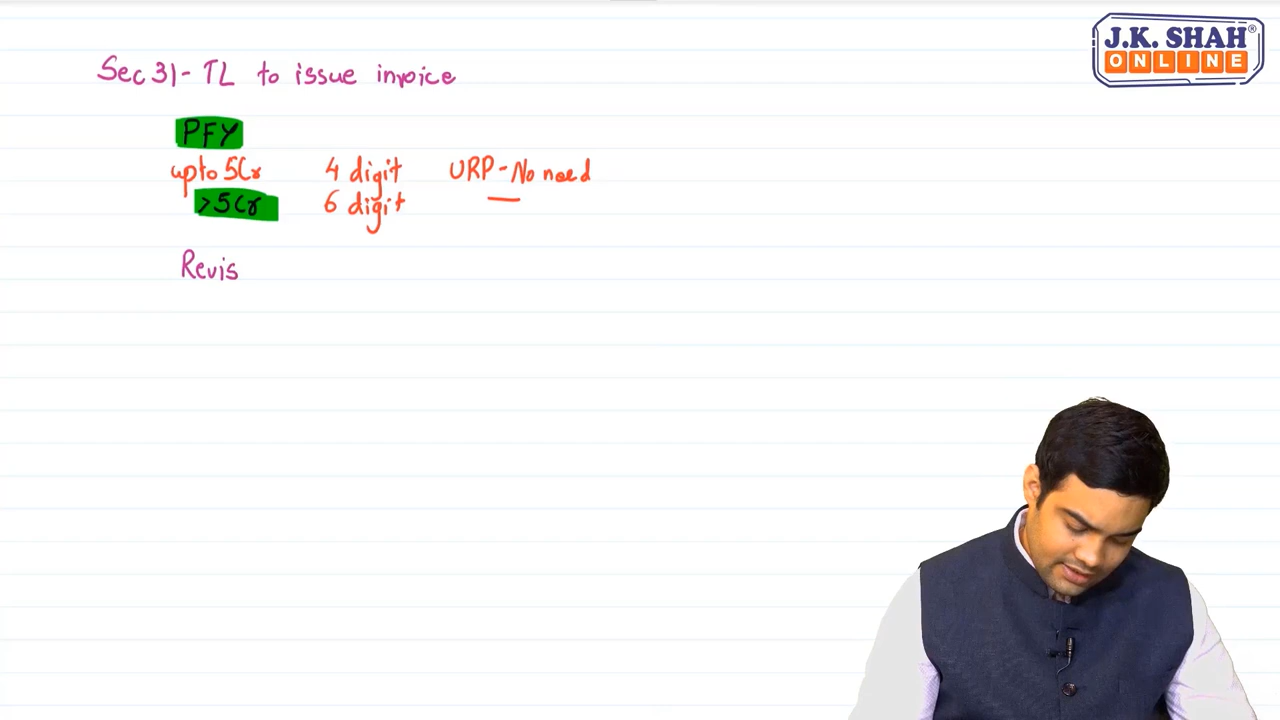 J.K. SHAH®
ONLINE
Sec 31 - TL to issue invoice
PFY
upto 5Cr 4 digit URP - No need
>5Cr 6 digit —
Revis